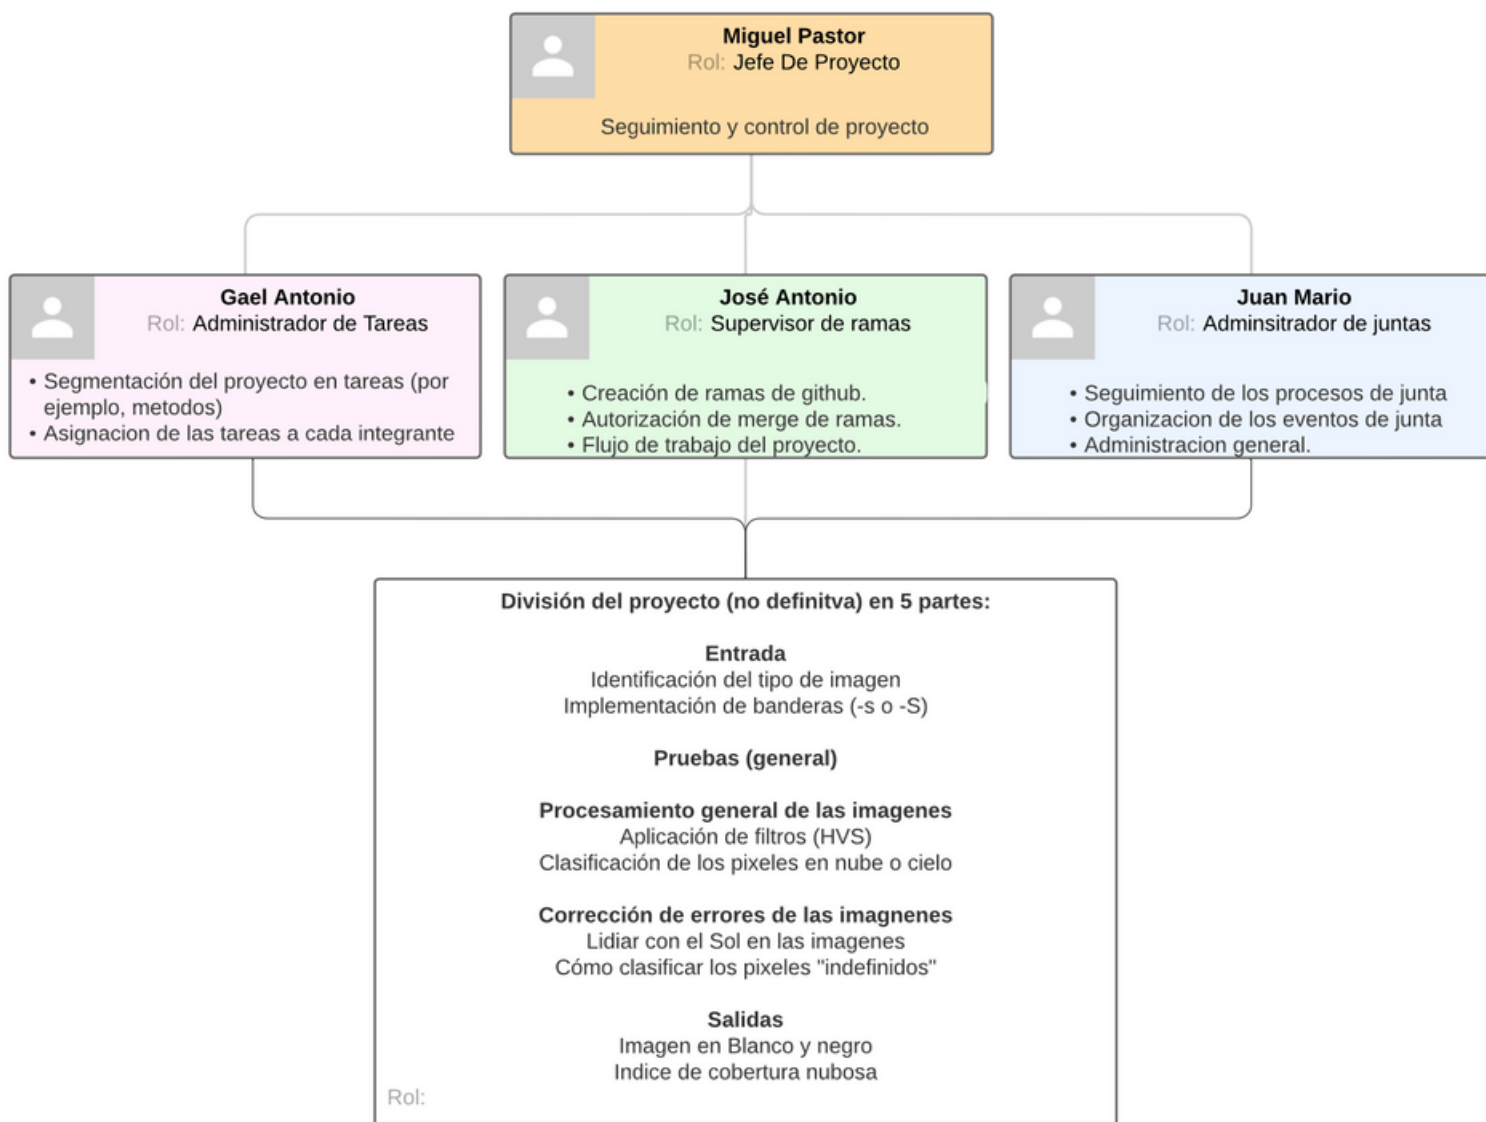 Miguel Pastor
Rol: Jefe De Proyecto
Seguimiento y control de proyecto
Gael Antonio
Rol: Administrador de Tareas
• Segmentación del proyecto en tareas (por
ejemplo, metodos)
• Asignacion de las tareas a cada integrante
José Antonio
Rol: Supervisor de ramas
• Creación de ramas de github.
• Autorización de merge de ramas.
• Flujo de trabajo del proyecto.
Juan Mario
Rol: Adminsitrador de juntas
• Seguimiento de los procesos de junta
• Organizacion de los eventos de junta
• Administracion general.
División del proyecto (no definitva) en 5 partes:
Entrada
Identificación del tipo de imagen
Implementación de banderas (-s o -S)
Pruebas (general)
Procesamiento general de las imagenes
Aplicación de filtros (HVS)
Clasificación de los pixeles en nube o cielo
Corrección de errores de las imagnenes
Lidiar con el Sol en las imagenes
Cómo clasificar los pixeles "indefinidos"
Salidas
Imagen en Blanco y negro
Indice de cobertura nubosa
Rol: